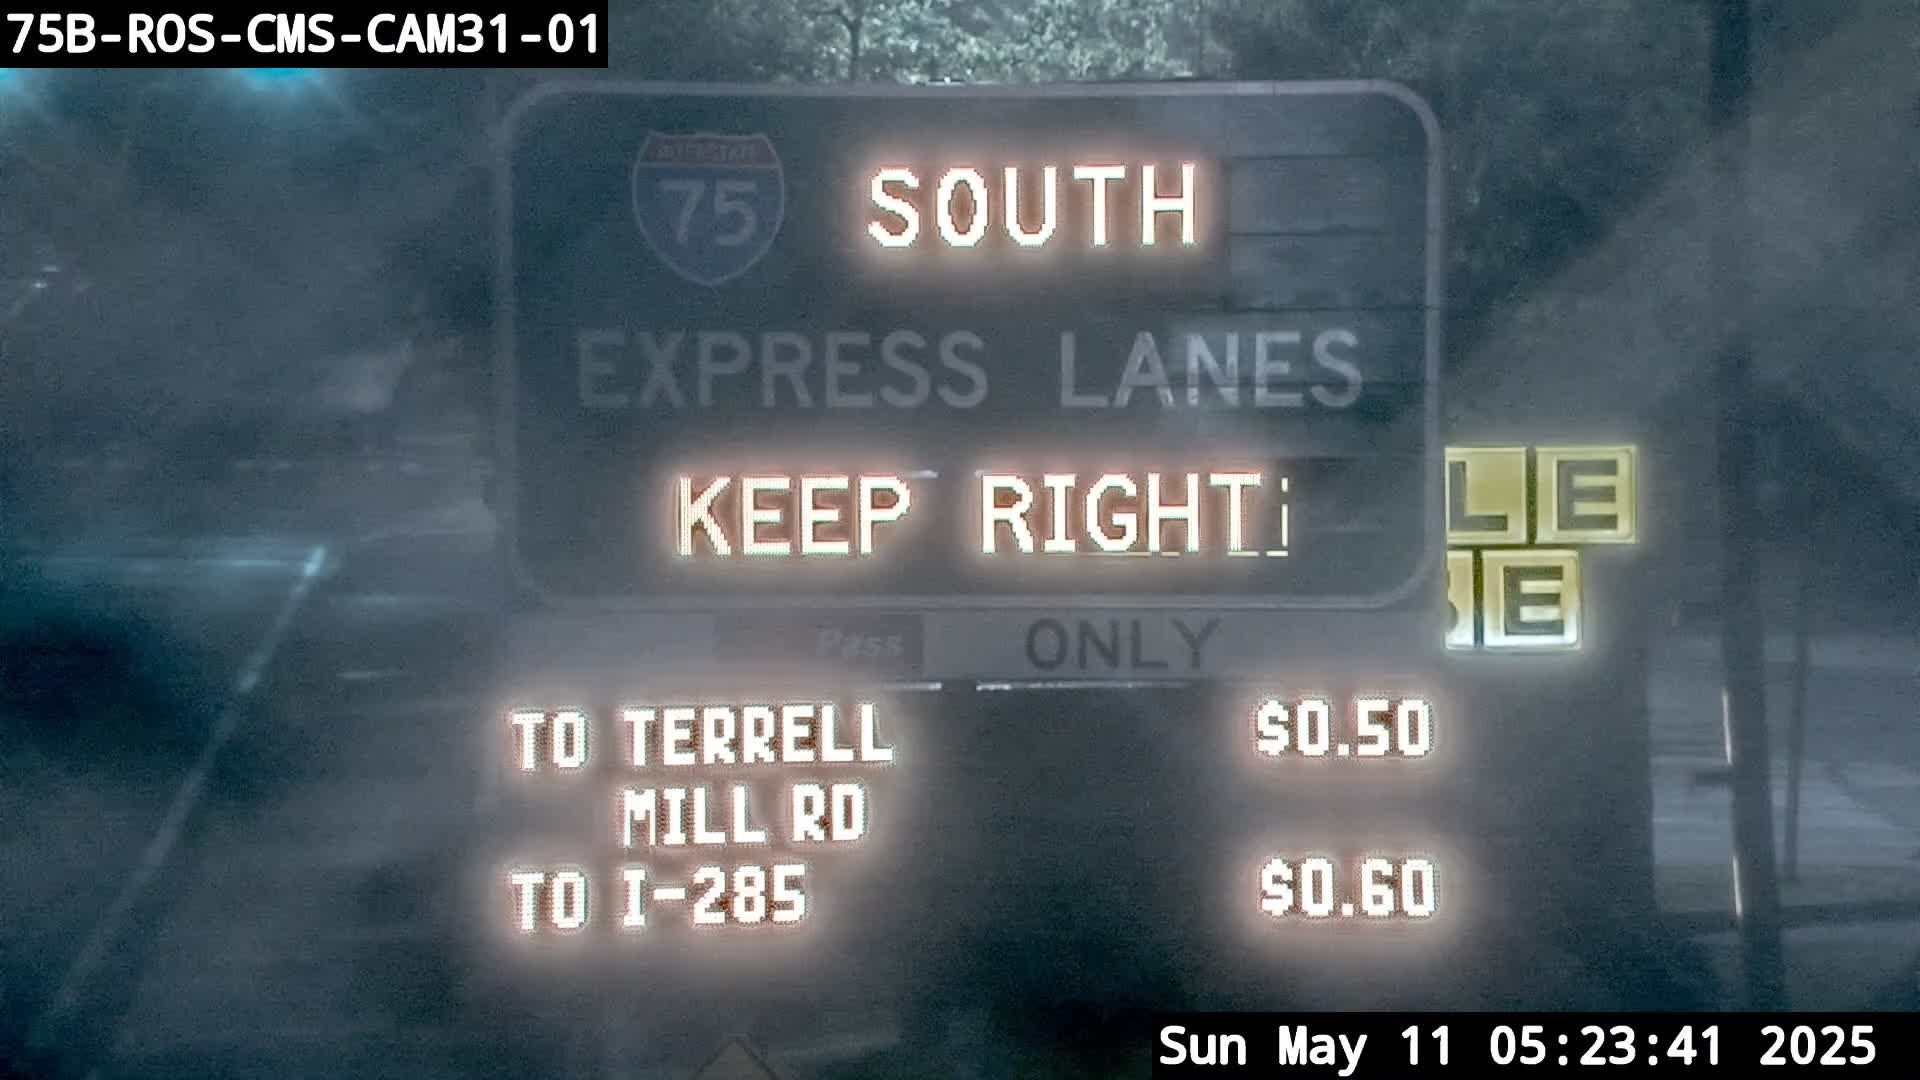 75B-ROS-CMS-CAM31-01
INTERSTATE
75
SOUTH
EXPRESS LANES
KEEP RIGHT
LE
E
Pass ONLY
TO TERRELL $0.50
MILL RD
TO I-285 $0.60
Sun May 11 05:23:41 2025